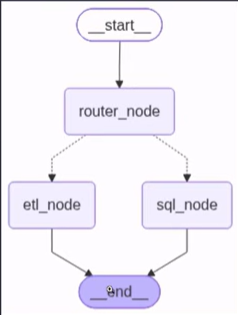 __start__
router_node
etl_node
sql_node
__end__